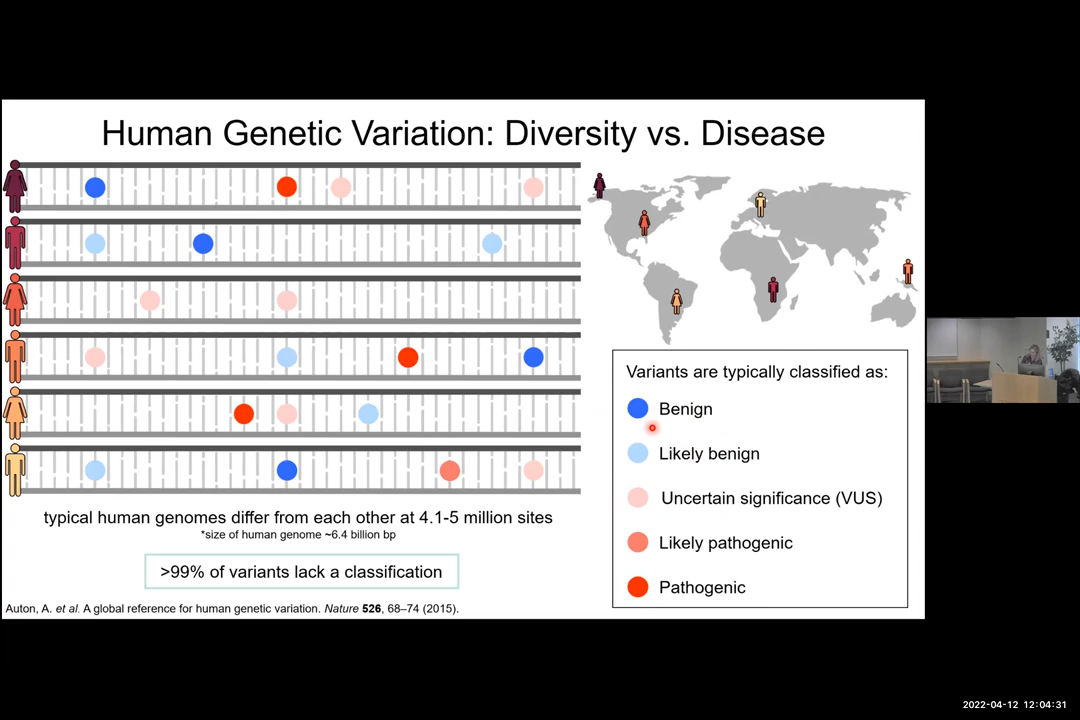 Human Genetic Variation: Diversity vs. Disease
typical human genomes differ from each other at 4.1-5 million sites
*size of human genome ~6.4 billion bp
>99% of variants lack a classification
Auton, A. et al. A global reference for human genetic variation. Nature 526, 68–74 (2015).
Variants are typically classified as:
Benign
Likely benign
Uncertain significance (VUS)
Likely pathogenic
Pathogenic
2022-04-12 12:04:31